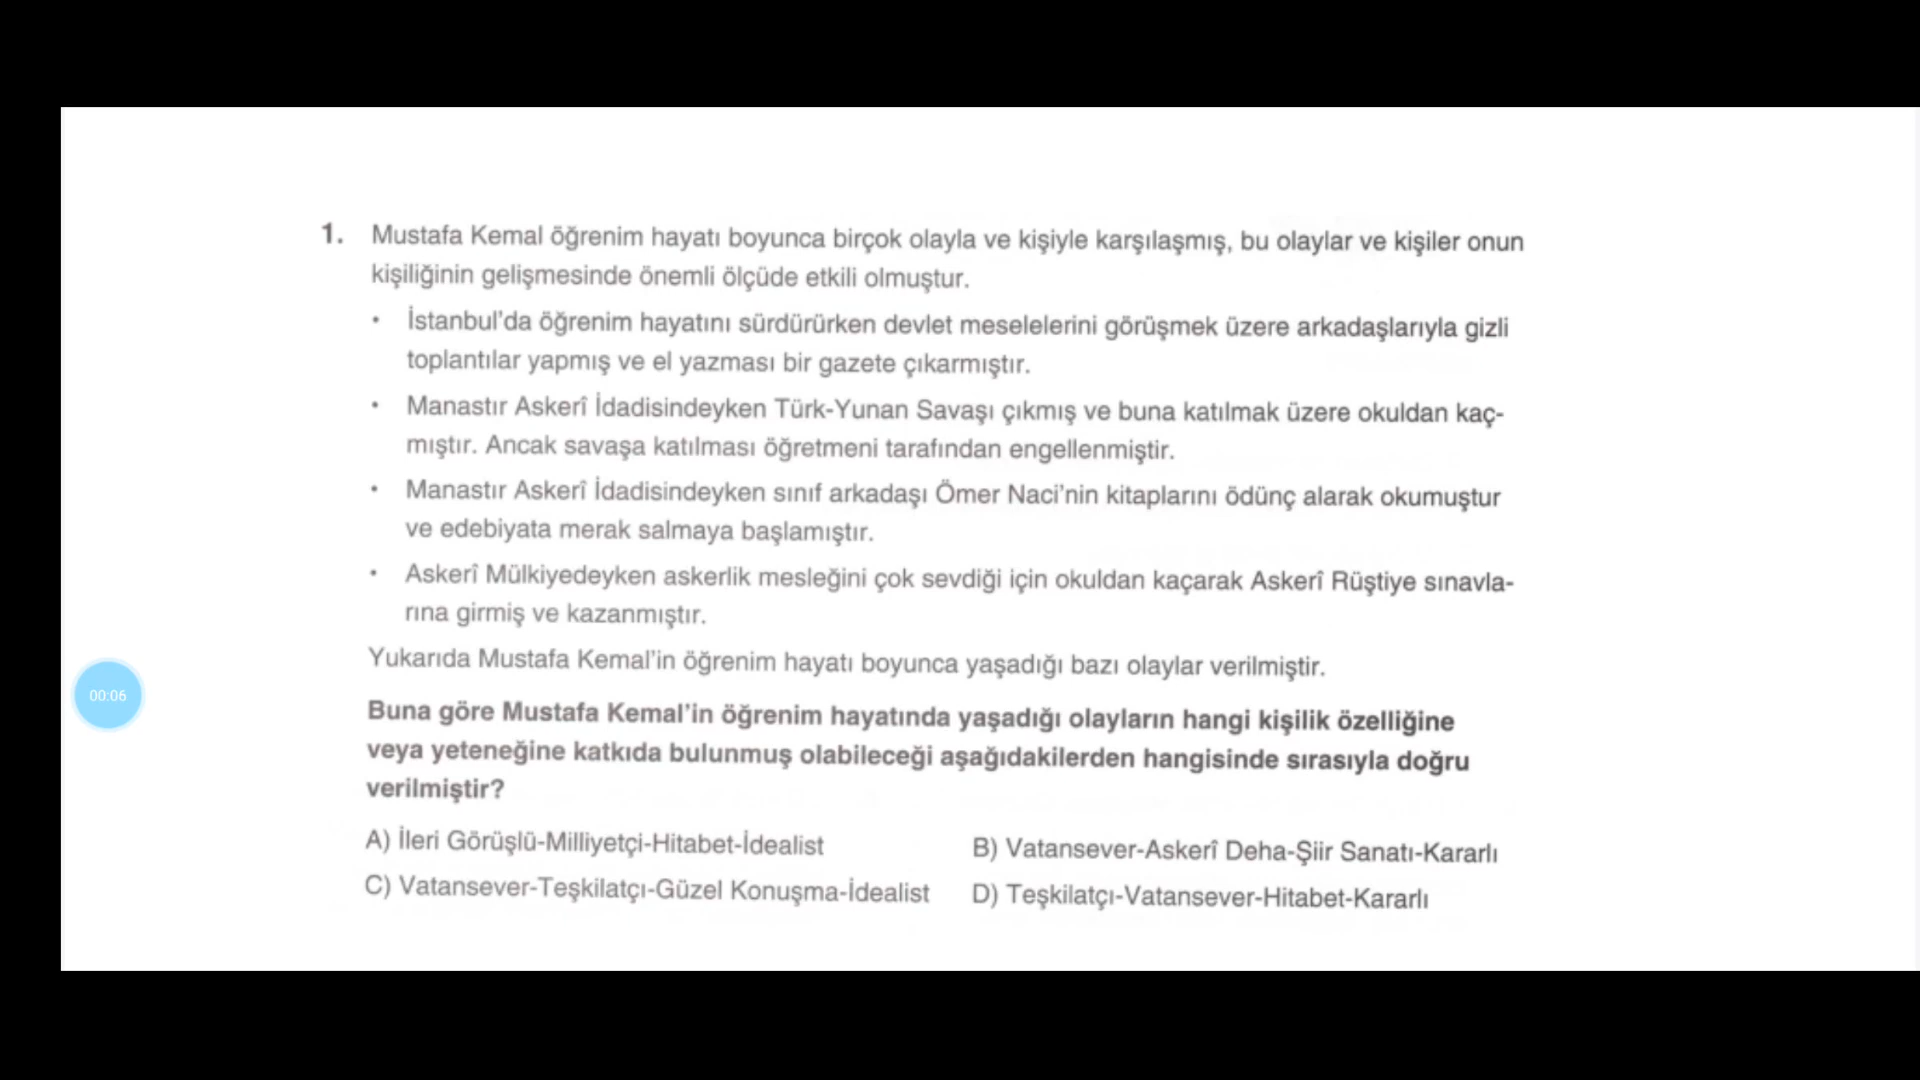 1. Mustafa Kemal öğrenim hayatı boyunca birçok olayla ve kişiyle karşılaşmış, bu olaylar ve kişiler onun
kişiliğinin gelişmesinde önemli ölçüde etkili olmuştur.
• İstanbul'da öğrenim hayatını sürdürürken devlet meselelerini görüşmek üzere arkadaşlarıyla gizli
toplantılar yapmış ve el yazması bir gazete çıkarmıştır.
• Manastır Askerî İdadisindeyken Türk-Yunan Savaşı çıkmış ve buna katılmak üzere okuldan kaç-
mıştır. Ancak savaşa katılması öğretmeni tarafından engellenmiştir.
• Manastır Askerî İdadisindeyken sınıf arkadaşı Ömer Naci'nin kitaplarını ödünç alarak okumuştur
ve edebiyata merak salmaya başlamıştır.
• Askerî Mülkiyedeyken askerlik mesleğini çok sevdiği için okuldan kaçarak Askerî Rüştiye sınavla-
rına girmiş ve kazanmıştır.
Yukarıda Mustafa Kemal'in öğrenim hayatı boyunca yaşadığı bazı olaylar verilmiştir.
00:06
Buna göre Mustafa Kemal'in öğrenim hayatında yaşadığı olayların hangi kişilik özelliğine
veya yeteneğine katkıda bulunmuş olabileceği aşağıdakilerden hangisinde sırasıyla doğru
verilmiştir?
A) İleri Görüşlü-Milliyetçi-Hitabet-İdealist
B) Vatansever-Askerî Deha-Şiir Sanatı-Kararlı
C) Vatansever-Teşkilatçı-Güzel Konuşma-İdealist
D) Teşkilatçı-Vatansever-Hitabet-Kararlı